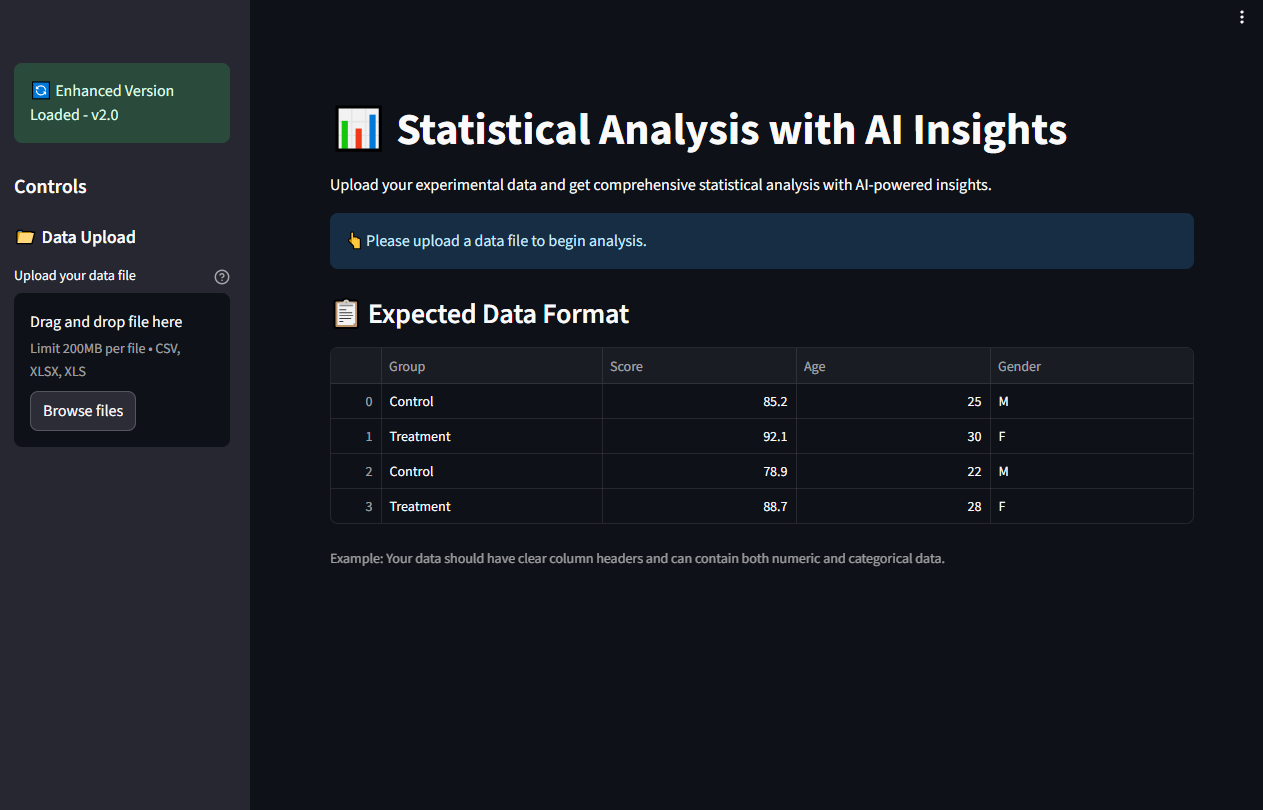 Enhanced Version
Loaded - v2.0
Controls
Data Upload
Upload your data file
Drag and drop file here
Limit 200MB per file • CSV,
XLSX, XLS
Browse files
Statistical Analysis with AI Insights
Upload your experimental data and get comprehensive statistical analysis with AI-powered insights.
Please upload a data file to begin analysis.
Expected Data Format
Group Score Age Gender
0 Control 85.2 25 M
1 Treatment 92.1 30 F
2 Control 78.9 22 M
3 Treatment 88.7 28 F
Example: Your data should have clear column headers and can contain both numeric and categorical data.